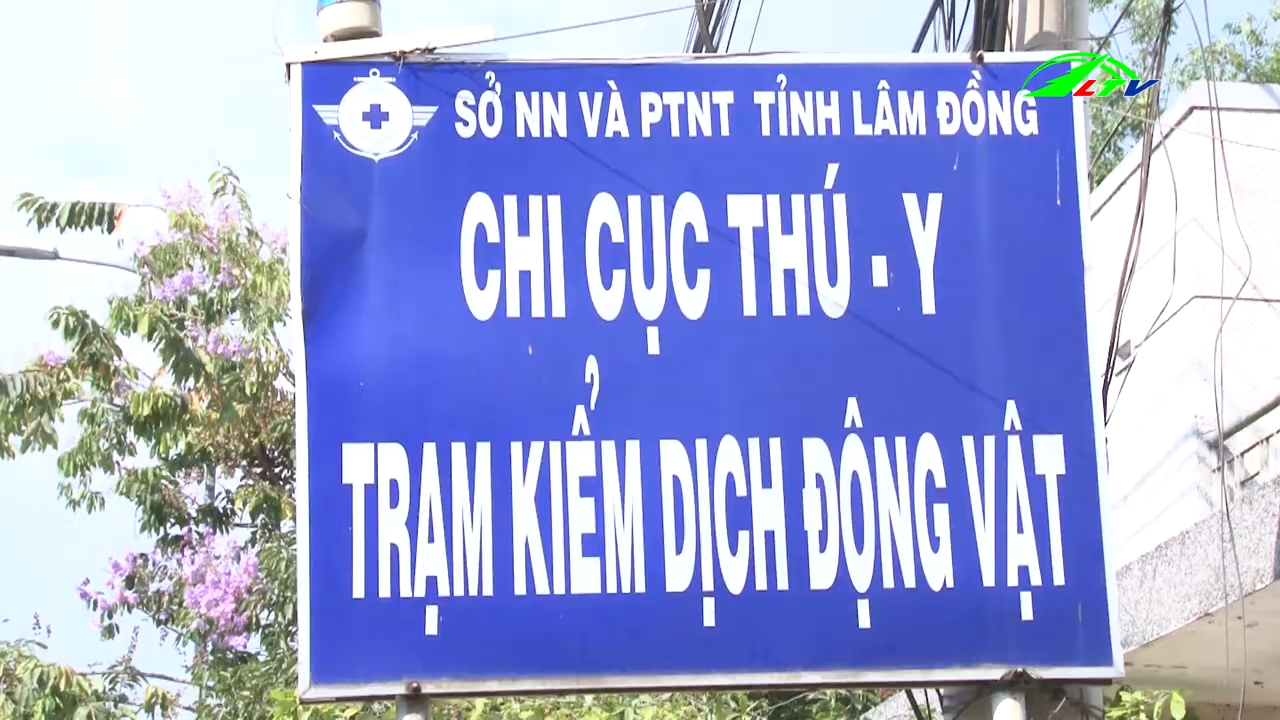 LTV
SỞ NN VÀ PTNT TỈNH LÂM ĐỒNG
CHI CỤC THÚ - Y
TRẠM KIỂM DỊCH ĐỘNG VẬT